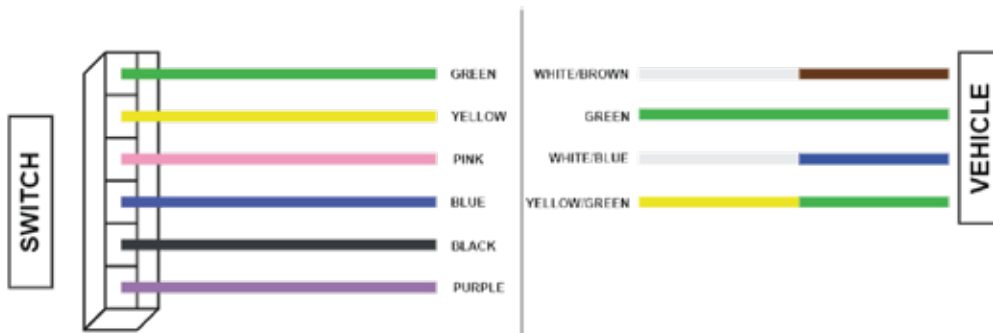 SWITCH
GREEN
YELLOW
PINK
BLUE
BLACK
PURPLE
WHITE/BROWN
GREEN
WHITE/BLUE
YELLOW/GREEN
VEHICLE